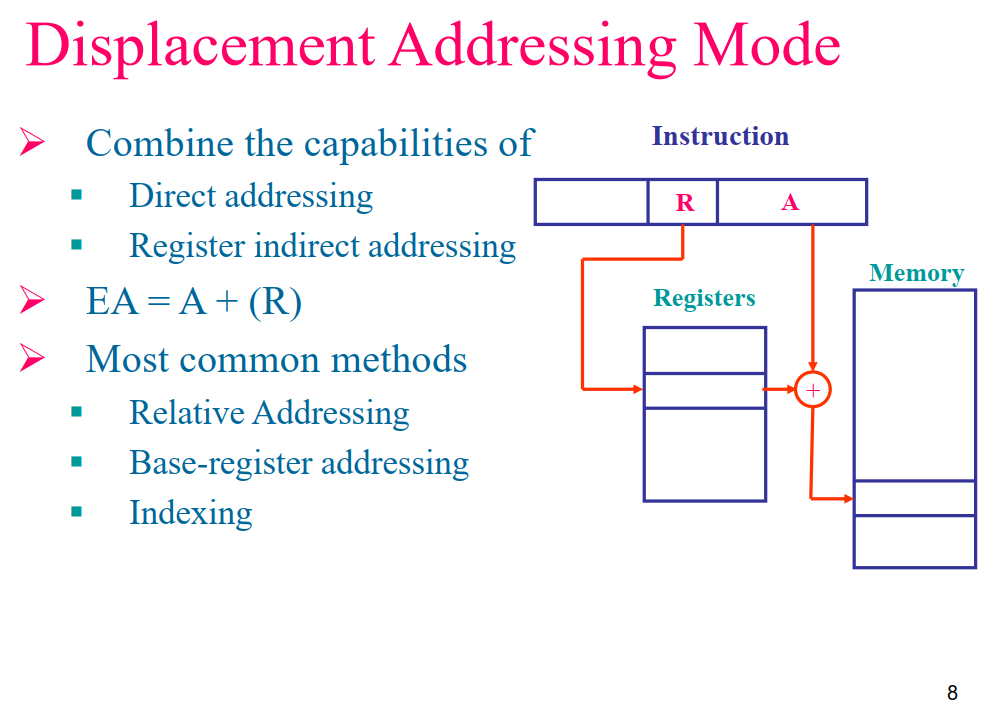 Displacement Addressing Mode
Combine the capabilities of
Direct addressing
Register indirect addressing
EA = A + (R)
Most common methods
Relative Addressing
Base-register addressing
Indexing
Instruction
R A
Memory
Registers
+
8